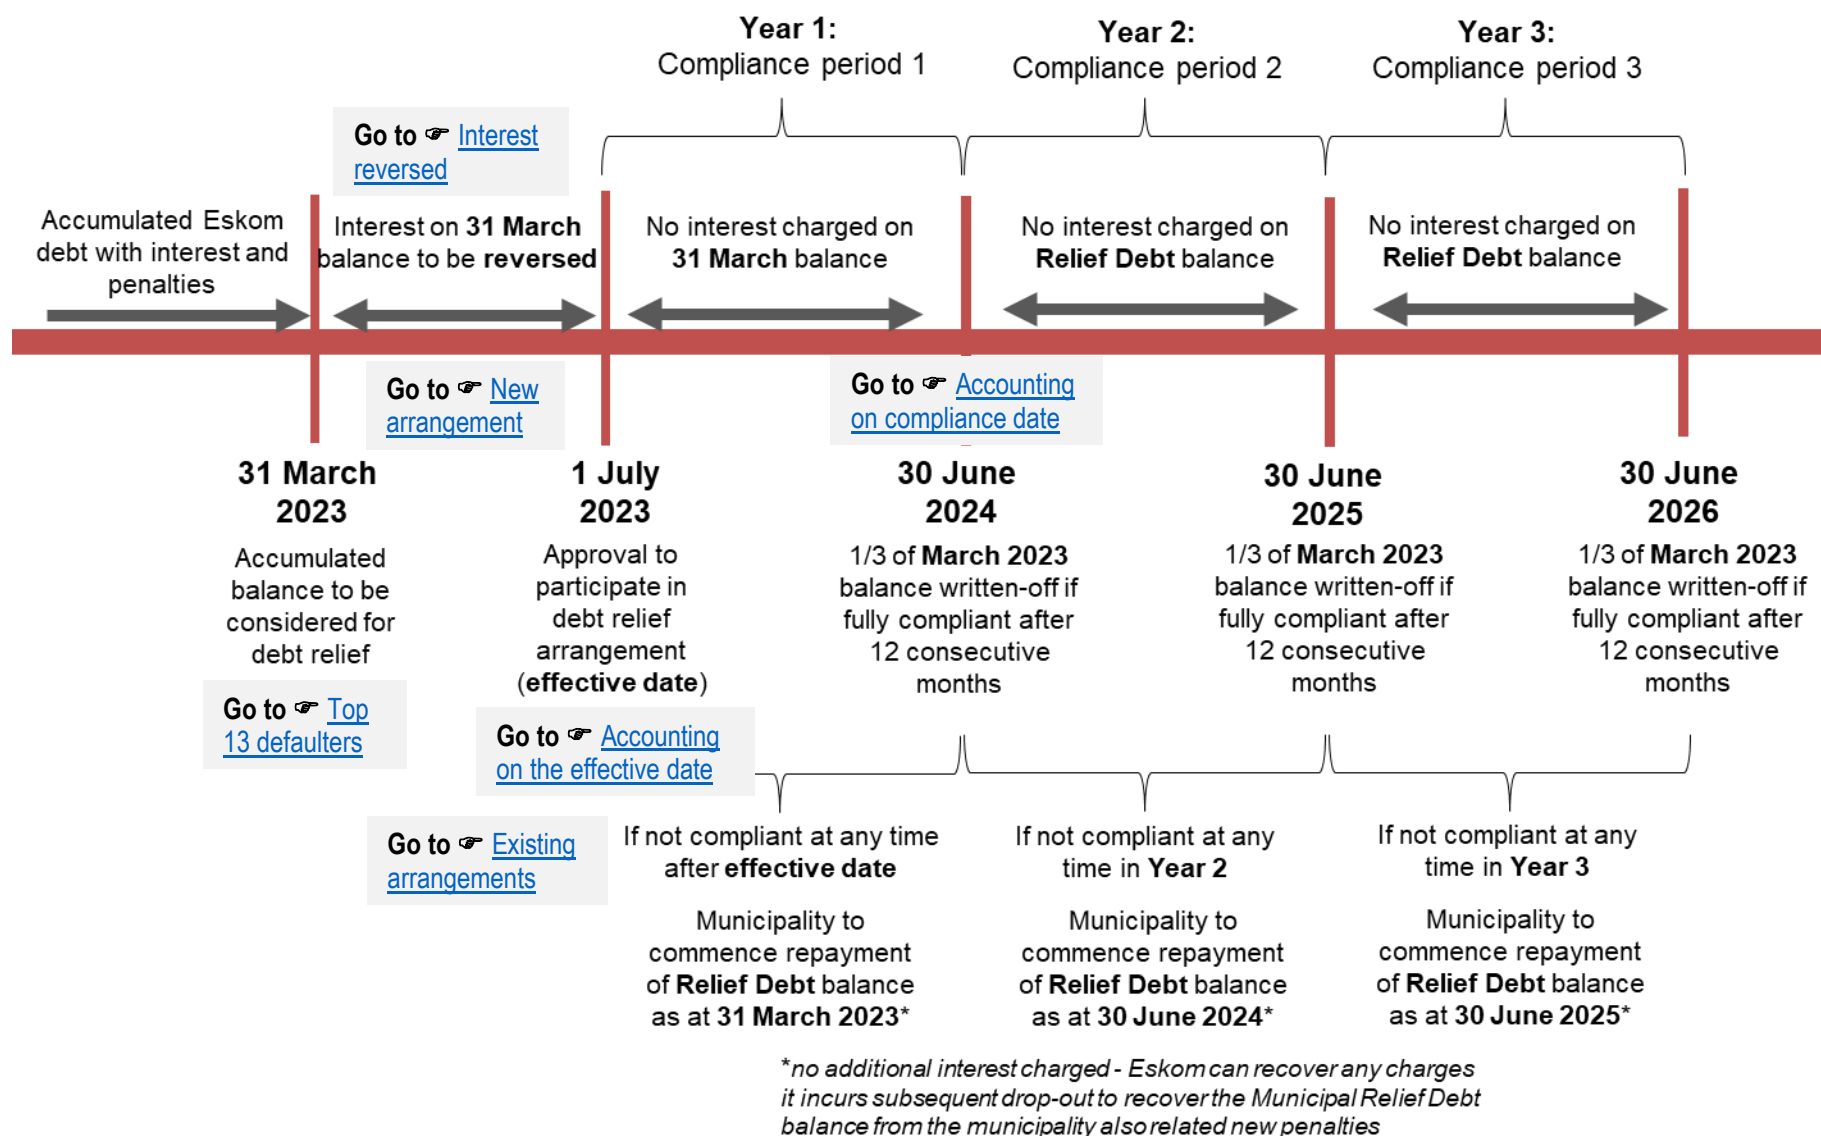 Year 1:
Compliance period 1
Year 2:
Compliance period 2
Year 3:
Compliance period 3
Go to ☞ Interest
reversed
Accumulated Eskom
debt with interest and
penalties
Interest on 31 March
balance to be reversed
No interest charged on
31 March balance
No interest charged on
Relief Debt balance
No interest charged on
Relief Debt balance
Go to ☞ New
arrangement
Go to ☞ Accounting
on compliance date
31 March
2023
Accumulated
balance to be
considered for
debt relief
Go to ☞ Top
13 defaulters
1 July
2023
Approval to
participate in
debt relief
arrangement
(effective date)
Go to ☞ Accounting
on the effective date
30 June
2024
1/3 of March 2023
balance written-off if
fully compliant after
12 consecutive
months
30 June
2025
1/3 of March 2023
balance written-off if
fully compliant after
12 consecutive
months
30 June
2026
1/3 of March 2023
balance written-off if
fully compliant after
12 consecutive
months
Go to ☞ Existing
arrangements
If not compliant at any time
after effective date
Municipality to
commence repayment
of Relief Debt balance
as at 31 March 2023*
If not compliant at any
time in Year 2
Municipality to
commence repayment
of Relief Debt balance
as at 30 June 2024*
If not compliant at any
time in Year 3
Municipality to
commence repayment
of Relief Debt balance
as at 30 June 2025*
*no additional interest charged - Eskom can recover any charges
it incurs subsequent drop-out to recover the Municipal Relief Debt
balance from the municipality also related new penalties